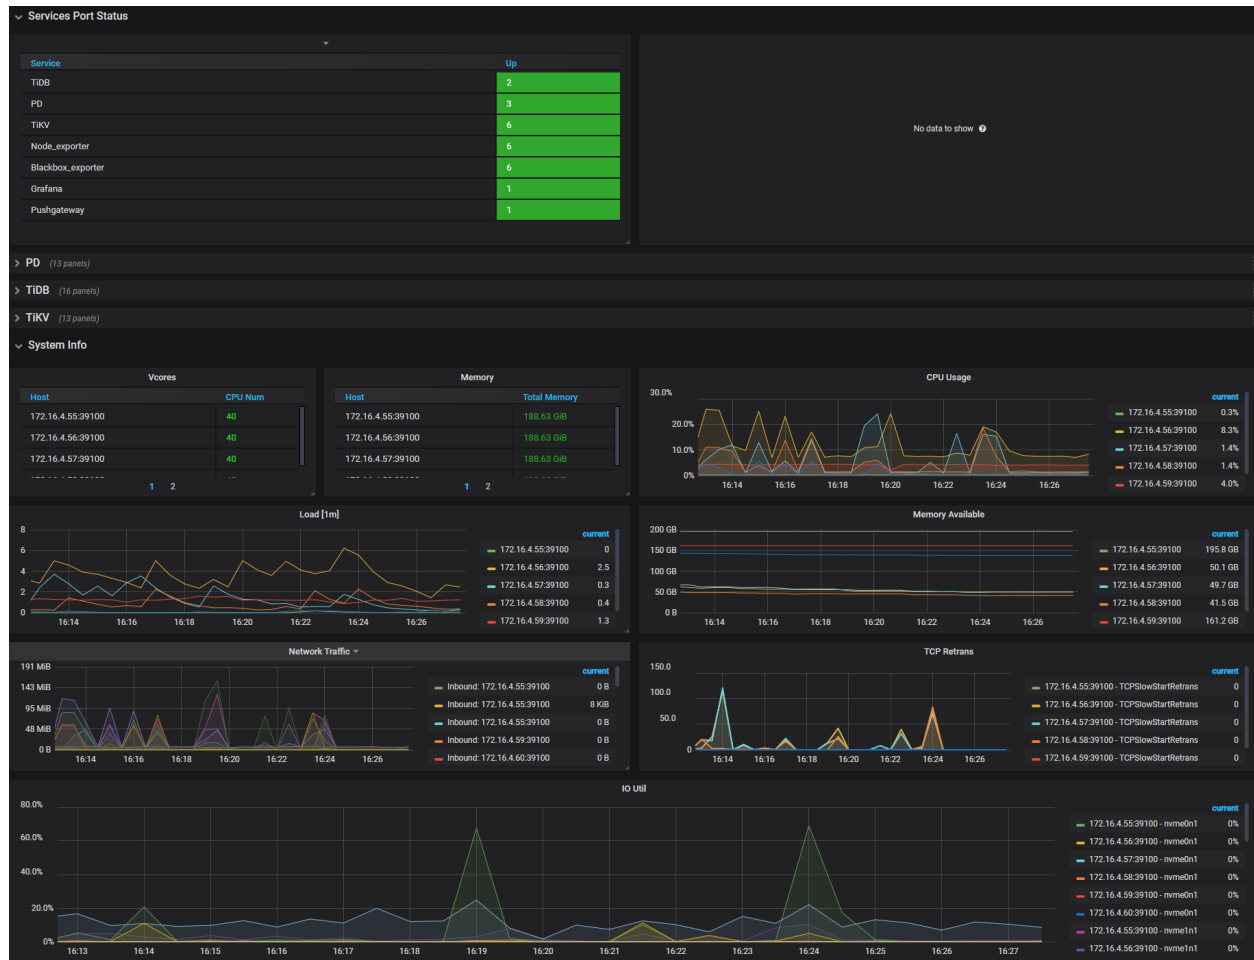 Services Port Status
Service Up
TiDB 2
PD 3
TiKV 6
Node_exporter 6
Blackbox_exporter 6
Grafana 1
Pushgateway 1
No data to show
PD (13 panels)
TiDB (16 panels)
TiKV (13 panels)
System Info
Vcores
Host CPU Num
172.16.4.55:39100 40
172.16.4.56:39100 40
172.16.4.57:39100 40
1 2
Memory
Host Total Memory
172.16.4.55:39100 188.63 GiB
172.16.4.56:39100 188.63 GiB
172.16.4.57:39100 188.63 GiB
1 2
CPU Usage
30.0%
20.0%
10.0%
0%
16:14 16:16 16:18 16:20 16:22 16:24 16:26
current
172.16.4.55:39100 0.3%
172.16.4.56:39100 8.3%
172.16.4.57:39100 1.4%
172.16.4.58:39100 1.4%
172.16.4.59:39100 4.0%
Load [1m]
8
6
4
2
0
16:14 16:16 16:18 16:20 16:22 16:24 16:26
current
172.16.4.55:39100 0
172.16.4.56:39100 2.5
172.16.4.57:39100 0.3
172.16.4.58:39100 0.4
172.16.4.59:39100 1.3
Memory Available
200 GB
150 GB
100 GB
50 GB
0 B
16:14 16:16 16:18 16:20 16:22 16:24 16:26
current
172.16.4.55:39100 195.8 GB
172.16.4.56:39100 50.1 GB
172.16.4.57:39100 49.7 GB
172.16.4.58:39100 41.5 GB
172.16.4.59:39100 161.2 GB
Network Traffic
191 MiB
143 MiB
95 MiB
48 MiB
0 B
16:14 16:16 16:18 16:20 16:22 16:24 16:26
current
Inbound: 172.16.4.55:39100 0 B
Inbound: 172.16.4.55:39100 8 KiB
Inbound: 172.16.4.55:39100 0 B
Inbound: 172.16.4.59:39100 0 B
Inbound: 172.16.4.60:39100 0 B
TCP Retrans
150.0
100.0
50.0
0
16:14 16:16 16:18 16:20 16:22 16:24 16:26
current
172.16.4.55:39100 - TCPSlowStartRetrans 0
172.16.4.56:39100 - TCPSlowStartRetrans 0
172.16.4.57:39100 - TCPSlowStartRetrans 0
172.16.4.58:39100 - TCPSlowStartRetrans 0
172.16.4.59:39100 - TCPSlowStartRetrans 0
IO Util
80.0%
60.0%
40.0%
20.0%
0%
16:13 16:14 16:15 16:16 16:17 16:18 16:19 16:20 16:21 16:22 16:23 16:24 16:25 16:26 16:27
current
172.16.4.55:39100 - nvme0n1 0%
172.16.4.56:39100 - nvme0n1 0%
172.16.4.57:39100 - nvme0n1 0%
172.16.4.58:39100 - nvme0n1 0%
172.16.4.59:39100 - nvme0n1 0%
172.16.4.60:39100 - nvme0n1 0%
172.16.4.55:39100 - nvme1n1 0%
172.16.4.56:39100 - nvme1n1 0%